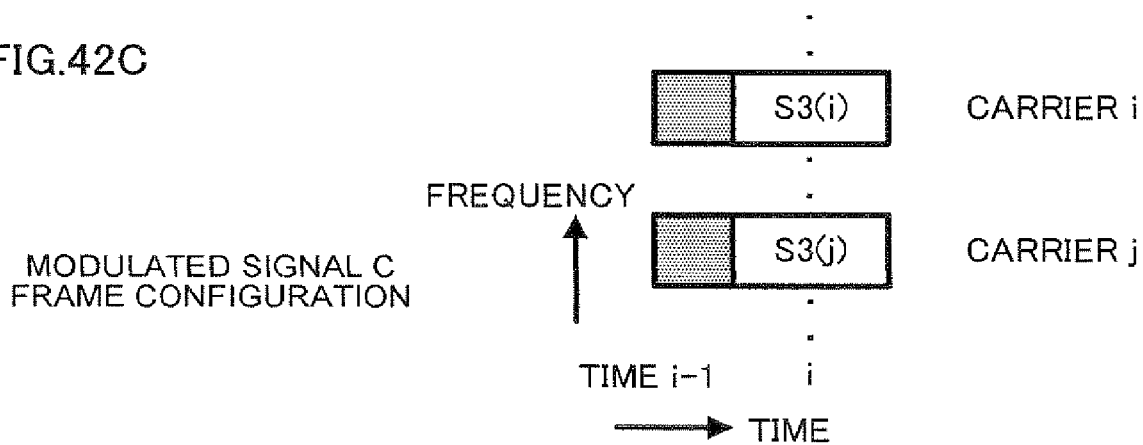 FIG.42C
S3(i) CARRIER i
FREQUENCY
S3(j) CARRIER j
MODULATED SIGNAL C
FRAME CONFIGURATION
TIME i-1 i
TIME